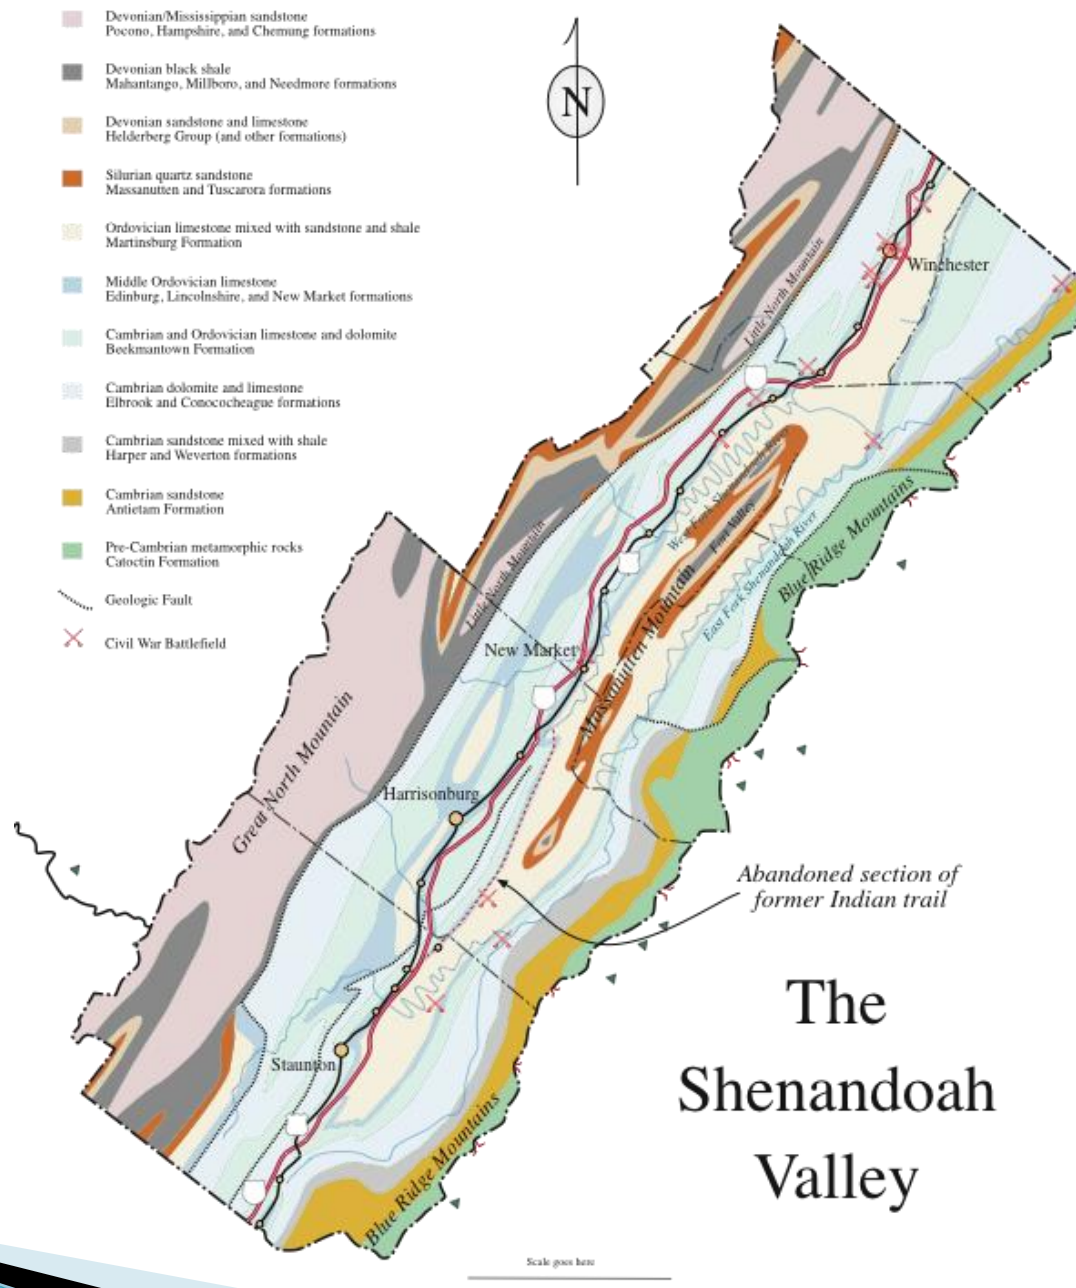 Devonian/Mississippian sandstone
Pocono, Hampshire, and Chemung formations
Devonian black shale
Mahantango, Millboro, and Needmore formations
Devonian sandstone and limestone
Helderberg Group (and other formations)
Silurian quartz sandstone
Massanutten and Tuscarora formations
Ordovician limestone mixed with sandstone and shale
Martinsburg Formation
Middle Ordovician limestone
Edinburg, Lincolnshire, and New Market formations
Cambrian and Ordovician limestone and dolomite
Beekmantown Formation
Cambrian dolomite and limestone
Elbrook and Conococheague formations
Cambrian sandstone mixed with shale
Harper and Weverton formations
Cambrian sandstone
Antietam Formation
Pre-Cambrian metamorphic rocks
Catoctin Formation
Geologic Fault
Civil War Battlefield
N
Winchester
Little North Mountain
West Fork Shenandoah River
Fort Valley
East Fork Shenandoah River
Blue Ridge Mountains
Little North Mountain
New Market
Massanutten Mountain
Great North Mountain
Harrisonburg
Abandoned section of
former Indian trail
Staunton
Blue Ridge Mountains
The
Shenandoah
Valley
Scale goes here